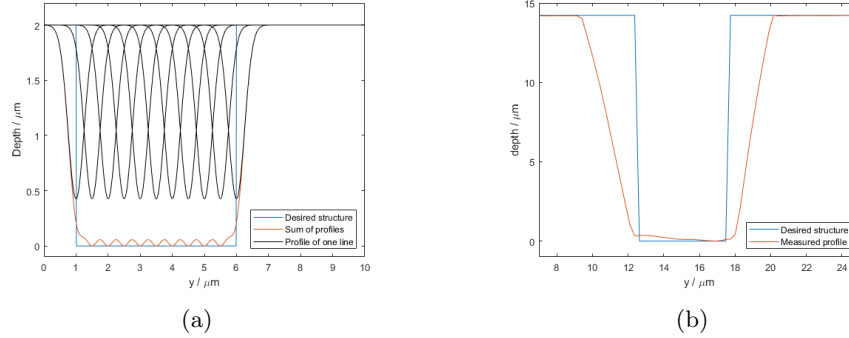 2
1.5
1
0.5
0
Depth / μm
0 1 2 3 4 5 6 7 8 9 10
y / μm
Desired structure
Sum of profiles
Profile of one line
(a)
15
10
5
0
depth / μm
8 10 12 14 16 18 20 22 24
y / μm
Desired structure
Measured profile
(b)